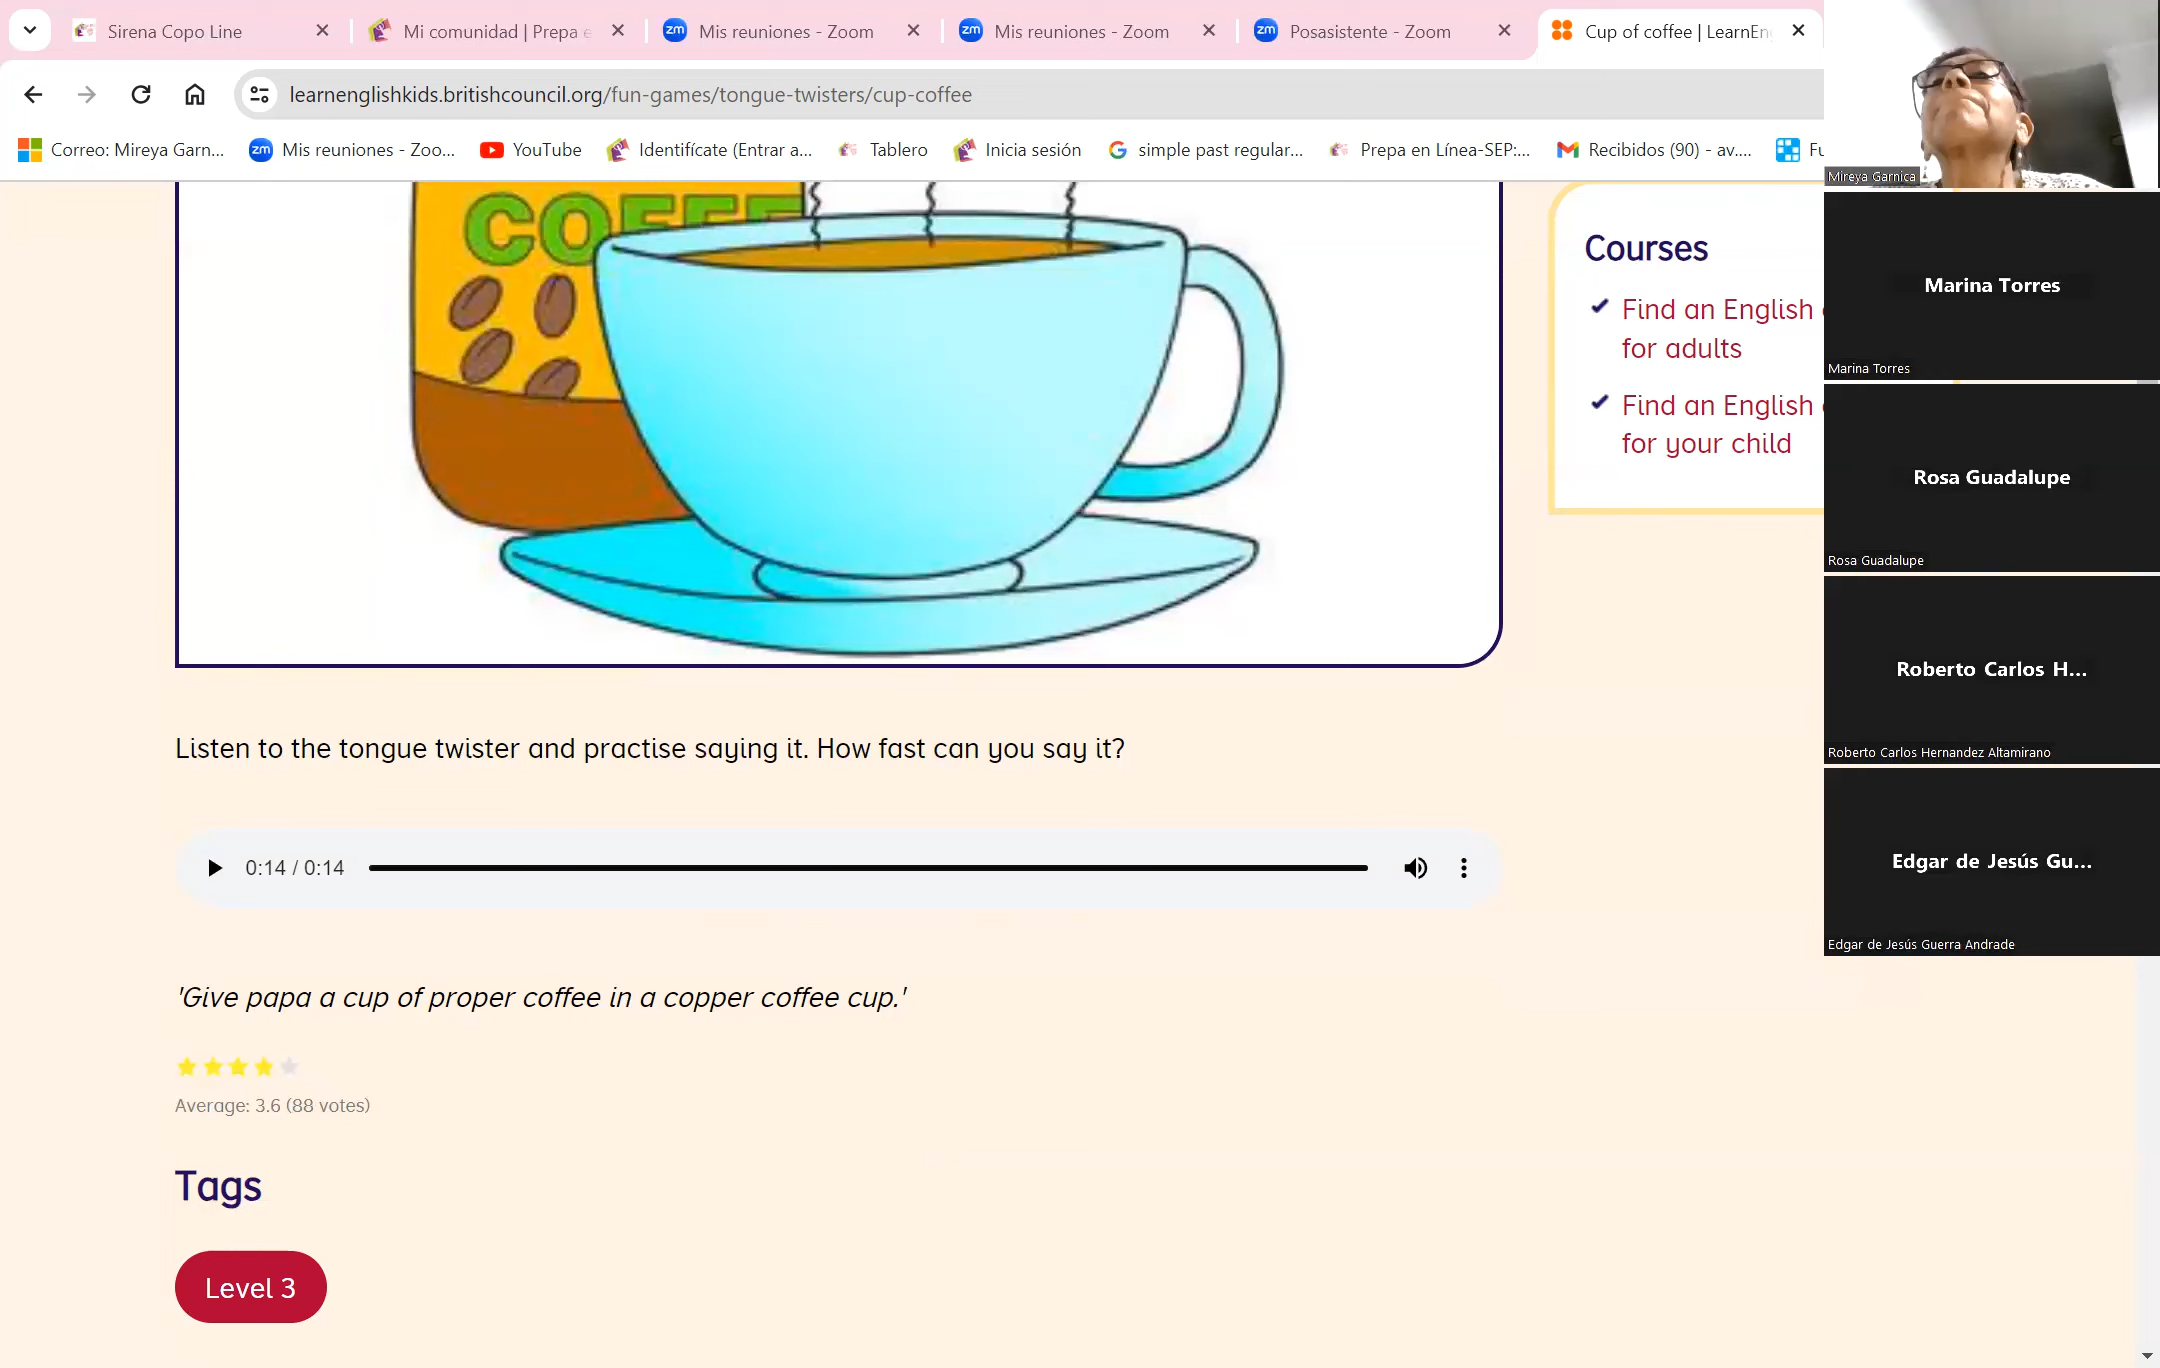 Sirena Copo Line
Mi comunidad | Prepa e
zm Mis reuniones - Zoom
zm Mis reuniones - Zoom
zm Posasistente - Zoom
Cup of coffee | LearnEn
learnenglishkids.britishcouncil.org/fun-games/tongue-twisters/cup-coffee
Correo: Mireya Garn...
zm Mis reuniones - Zoo...
YouTube
Identifícate (Entrar a...
Tablero
Inicia sesión
simple past regular...
Prepa en Línea-SEP:...
Recibidos (90) - av....
Fu
Mireya Garnica
COFFE
Courses
Find an English
for adults
Find an English
for your child
Marina Torres
Marina Torres
Rosa Guadalupe
Rosa Guadalupe
Roberto Carlos H...
Roberto Carlos Hernandez Altamirano
Edgar de Jesús Gu...
Edgar de Jesús Guerra Andrade
Listen to the tongue twister and practise saying it. How fast can you say it?
0:14 / 0:14
'Give papa a cup of proper coffee in a copper coffee cup.'
Average: 3.6 (88 votes)
Tags
Level 3